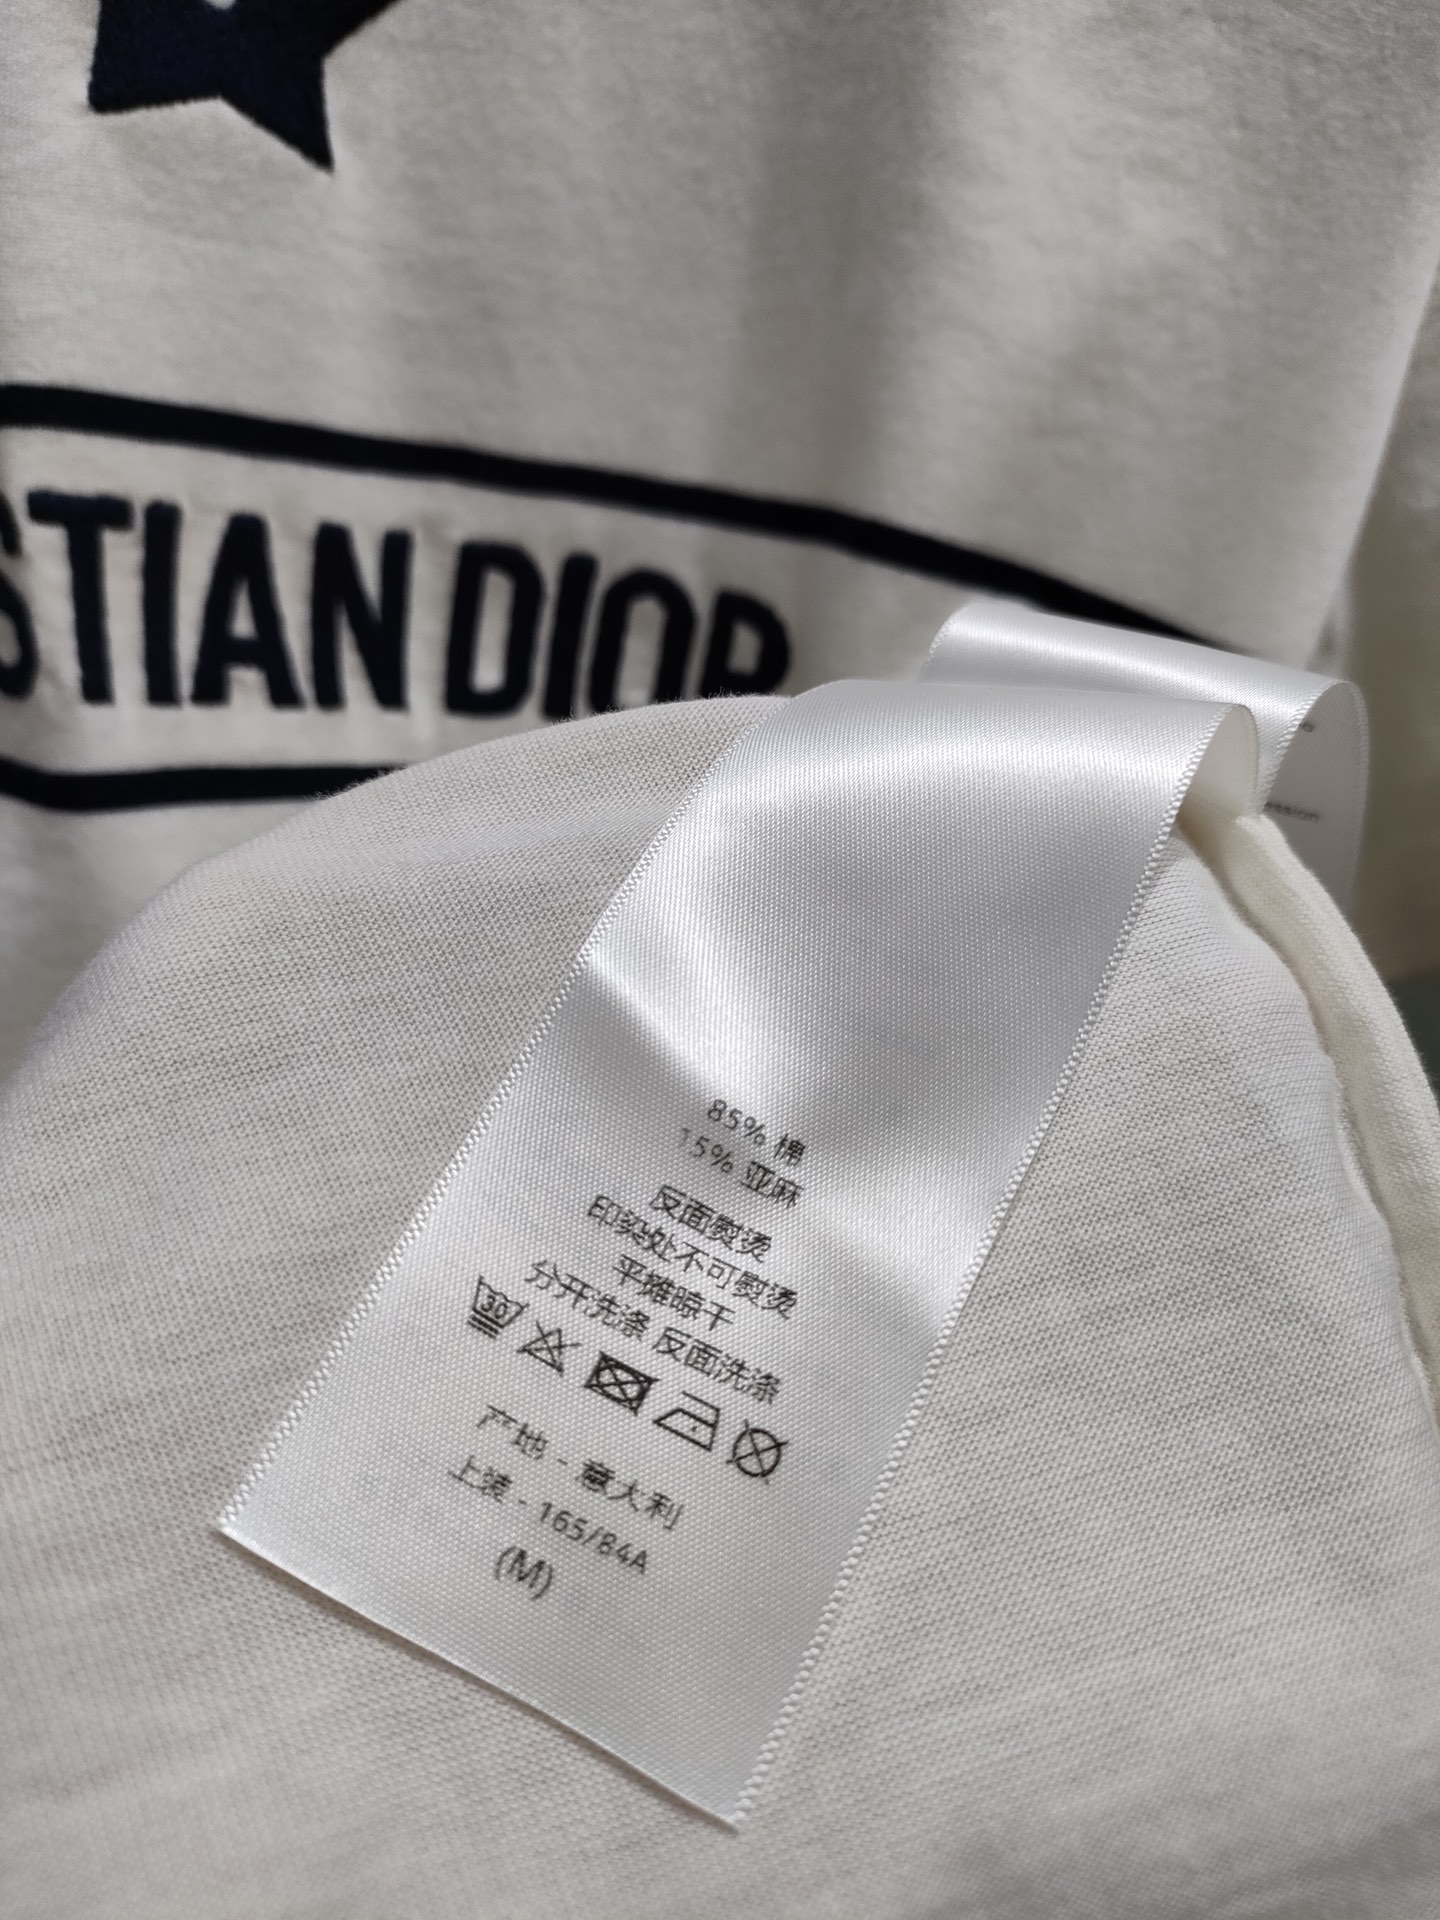 STIAN DIOR
ession
85% 棉
15% 亚麻
反面熨烫
印染处不可熨烫
平摊晾干
分开洗涤 反面洗涤
30
产地 - 意大利
上装 - 165/84A
(M)